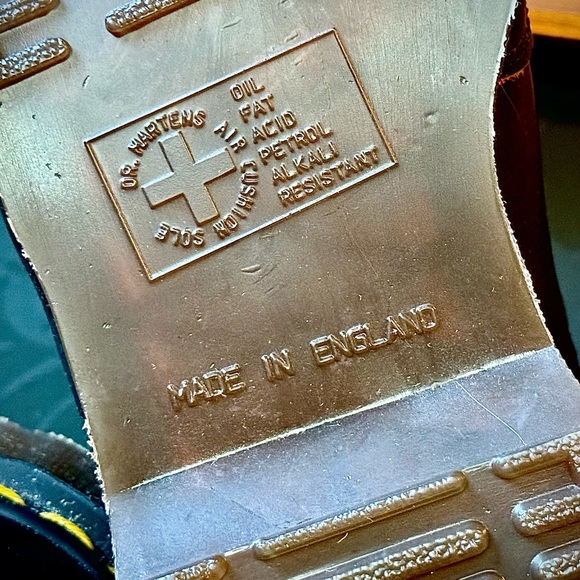 DR. MARTENS
AIR CUSHION
SOLE
OIL
FAT
ACID
PETROL
ALKALI
RESISTANT
MADE IN ENGLAND